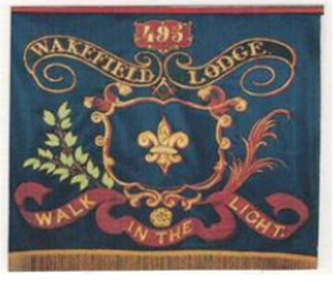 495
WAKEFIELD LODGE.
WALK IN THE LIGHT.